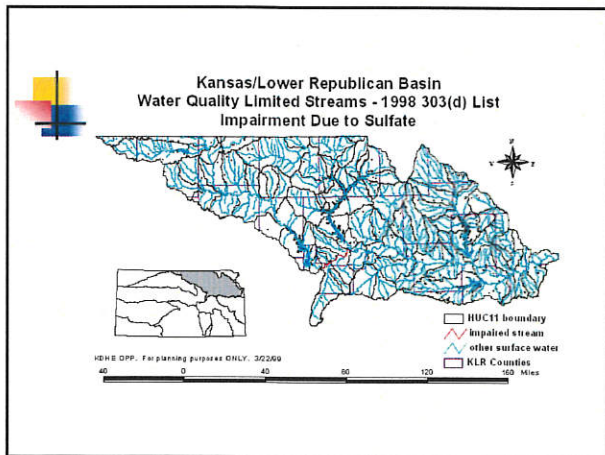 Kansas/Lower Republican Basin
Water Quality Limited Streams - 1998 303(d) List
Impairment Due to Sulfate
HUC11 boundary
impaired stream
other surface water
KLR Counties
KDHE OPP. For planning purposes ONLY. 3/22/99
40 0 40 80 120 160 Miles